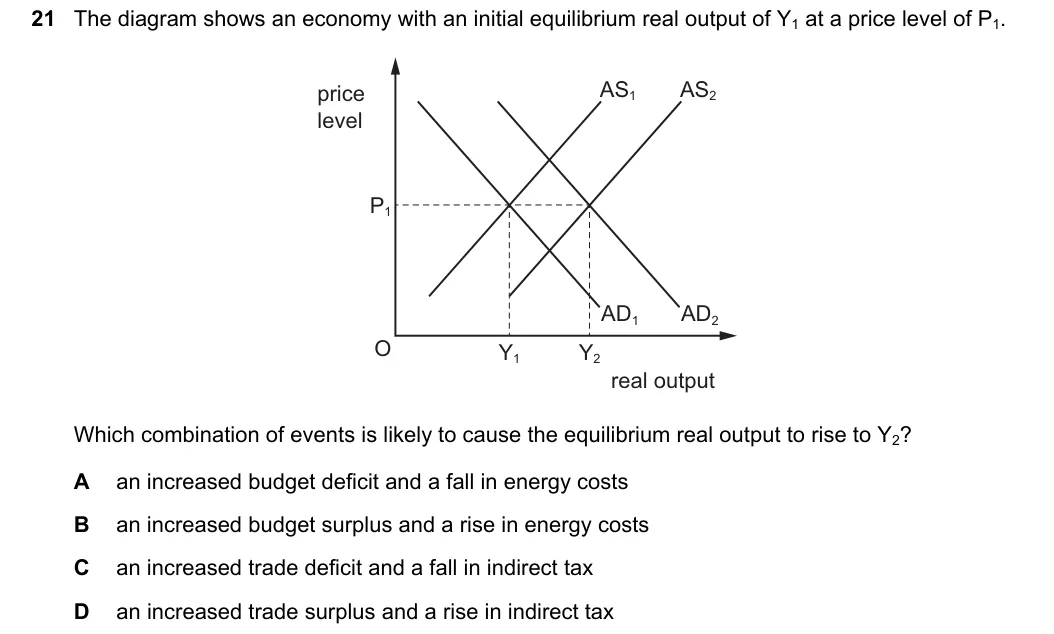 21 The diagram shows an economy with an initial equilibrium real output of Y₁ at a price level of P₁.
price
level
AS₁
AS₂
P₁
AD₁
AD₂
O
Y₁
Y₂
real output
Which combination of events is likely to cause the equilibrium real output to rise to Y₂?
A an increased budget deficit and a fall in energy costs
B an increased budget surplus and a rise in energy costs
C an increased trade deficit and a fall in indirect tax
D an increased trade surplus and a rise in indirect tax